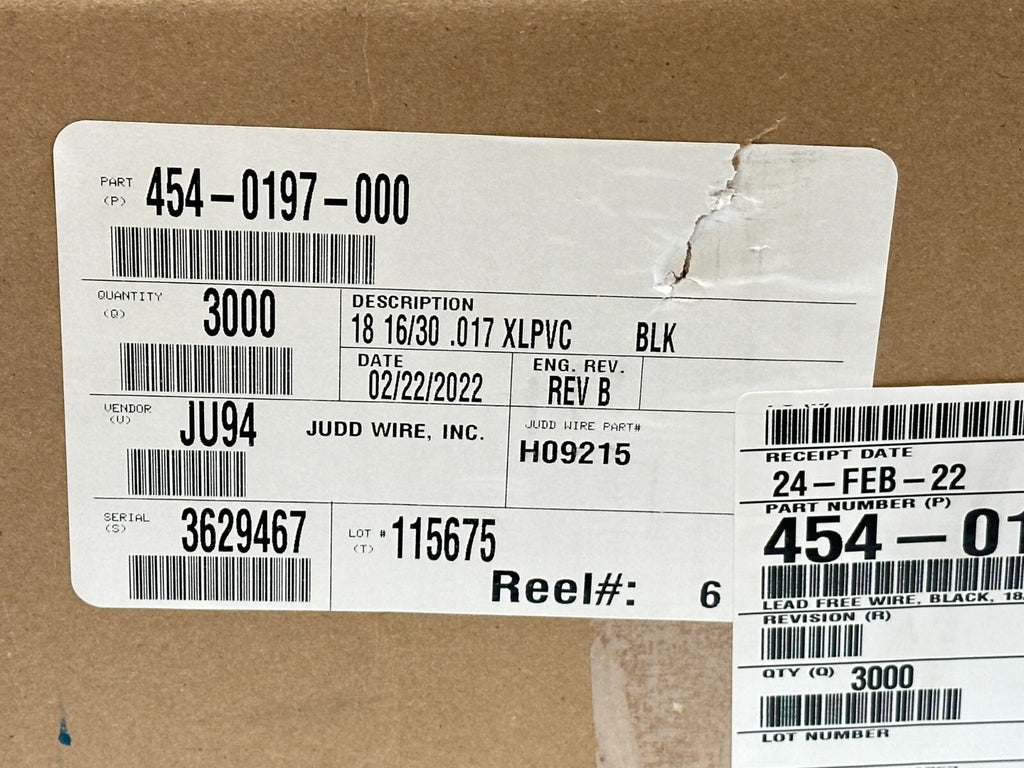 PART
(P)
454-0197-000
QUANTITY
(Q)
3000
DESCRIPTION
18 16/30 .017 XLPVC BLK
DATE
02/22/2022
ENG. REV.
REV B
VENDOR
(V)
JU94
JUDD WIRE, INC.
JUDD WIRE PART#
H09215
SERIAL
(S)
3629467
LOT #
(T)
115675
Reel#: 6
RECEIPT DATE
24-FEB-22
PART NUMBER (P)
454-01
LEAD FREE WIRE, BLACK, 18
REVISION (R)
QTY (Q) 3000
LOT NUMBER